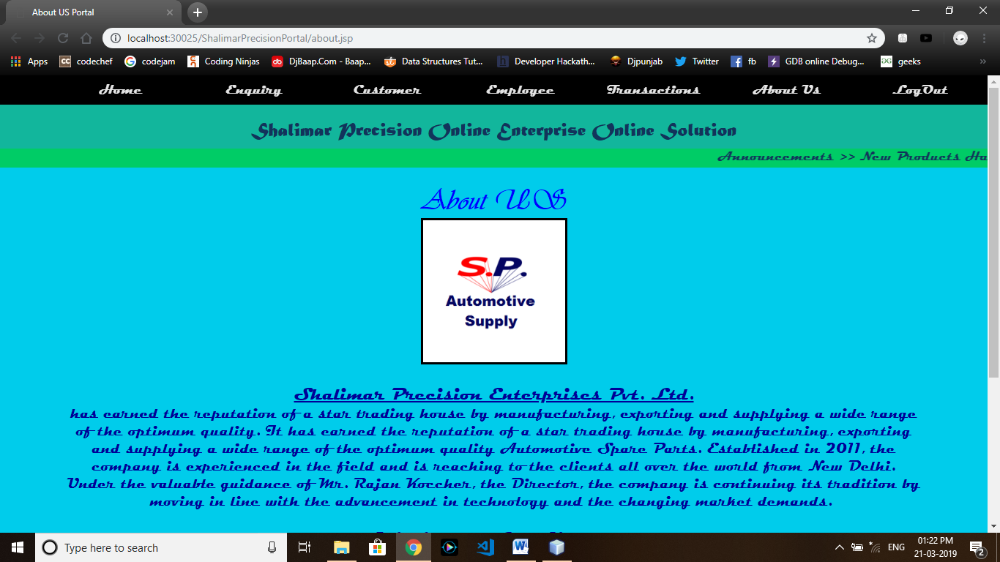 About US Portal
localhost:30025/ShalimarPrecisionPortal/about.jsp
Apps codechef codejam Coding Ninjas DjBaap.Com - Baap... Data Structures Tut... Developer Hackath... Djpunjab Twitter fb GDB online Debug... geeks
Home Enquiry Customer Employee Transactions About Us LogOut
Shalimar Precision Online Enterprise Online Solution
Announcements >> New Products Ha
About US
S.P.
Automotive
Supply
Shalimar Precision Enterprises Pvt. Ltd.
has earned the reputation of a star trading house by manufacturing, exporting and supplying a wide range
of the optimum quality. It has earned the reputation of a star trading house by manufacturing, exporting
and supplying a wide range of the optimum quality Automotive Spare Parts. Established in 2011, the
company is experienced in the field and is reaching to the clients all over the world from New Delhi.
Under the valuable guidance of Mr. Rajan Koccher, the Director, the company is continuing its tradition by
moving in line with the advancement in technology and the changing market demands.
Type here to search
ENG
01:22 PM
21-03-2019
2